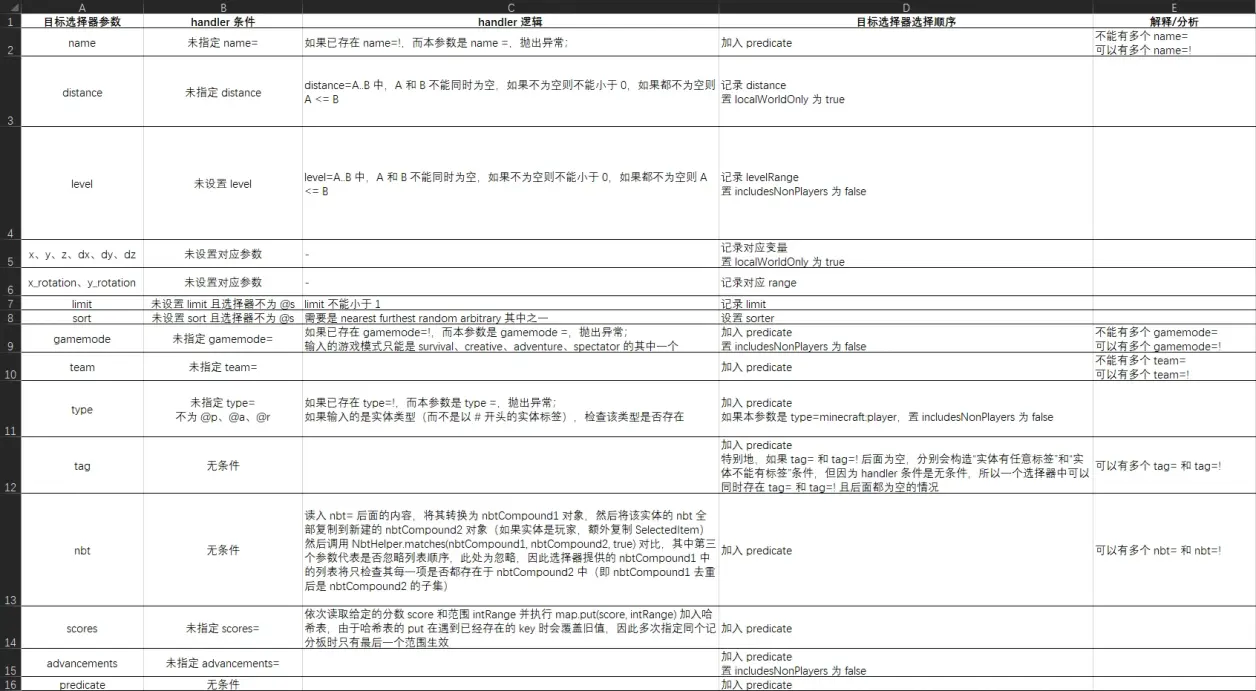 A B C D E
1 目标选择器参数 handler 条件 handler 逻辑 目标选择器选择顺序 解释/分析
2 name 未指定 name= 如果已存在 name=!，而本参数是 name =，抛出异常； 加入 predicate
不能有多个 name=
可以有多个 name=!
3 distance 未指定 distance
distance=A..B 中，A 和 B 不能同时为空，如果不为空则不能小于 0，如果都不为空则
A <= B
记录 distance
置 localWorldOnly 为 true
4 level 未设置 level
level=A..B 中，A 和 B 不能同时为空，如果不为空则不能小于 0，如果都不为空则 A
<= B
记录 levelRange
置 includesNonPlayers 为 false
5 x、y、z、dx、dy、dz 未设置对应参数 -
记录对应变量
置 localWorldOnly 为 true
6 x_rotation、y_rotation 未设置对应参数 - 记录对应 range
7 limit 未设置 limit 且选择器不为 @s limit 不能小于 1 记录 limit
8 sort 未设置 sort 且选择器不为 @s 需要是 nearest furthest random arbitrary 其中之一 设置 sorter
9 gamemode 未指定 gamemode=
如果已存在 gamemode=!，而本参数是 gamemode =，抛出异常；
输入的游戏模式只能是 survival、creative、adventure、spectator 的其中一个
加入 predicate
置 includesNonPlayers 为 false
不能有多个 gamemode=
可以有多个 gamemode=!
10 team 未指定 team= 加入 predicate
不能有多个 team=
可以有多个 team=!
11 type
未指定 type=
不为 @p、@a、@r
如果已存在 type=!，而本参数是 type =，抛出异常；
如果输入的是实体类型（而不是以 # 开头的实体标签），检查该类型是否存在
加入 predicate
如果本参数是 type=minecraft:player，置 includesNonPlayers 为 false
12 tag 无条件
加入 predicate
特别地，如果 tag= 和 tag=! 后面为空，分别会构造“实体有任意标签”和“实
体不能有标签”条件，但因为 handler 条件是无条件，所以一个选择器中可以
同时存在 tag= 和 tag=! 且后面都为空的情况
可以有多个 tag= 和 tag=!
13 nbt 无条件
读入 nbt= 后面的内容，将其转换为 nbtCompound1 对象，然后将该实体的 nbt 全
部复制到新建的 nbtCompound2 对象（如果实体是玩家，额外复制 SelectedItem）
然后调用 NbtHelper.matches(nbtCompound1, nbtCompound2, true) 对比，其中第三
个参数代表是否忽略列表顺序，此处为忽略，因此选择器提供的 nbtCompound1 中
的列表将只检查其每一项是否都存在于 nbtCompound2 中（即 nbtCompound1 去重
后是 nbtCompound2 的子集）
加入 predicate
可以有多个 nbt= 和 nbt=!
14 scores 未指定 scores=
依次读取给定的分数 score 和范围 intRange 并执行 map.put(score, intRange) 加入哈
希表，由于哈希表的 put 在遇到已经存在的 key 时会覆盖旧值，因此多次指定同个记
分板时只有最后一个范围生效
加入 predicate
15 advancements 未指定 advancements=
加入 predicate
置 includesNonPlayers 为 false
16 predicate 无条件 加入 predicate